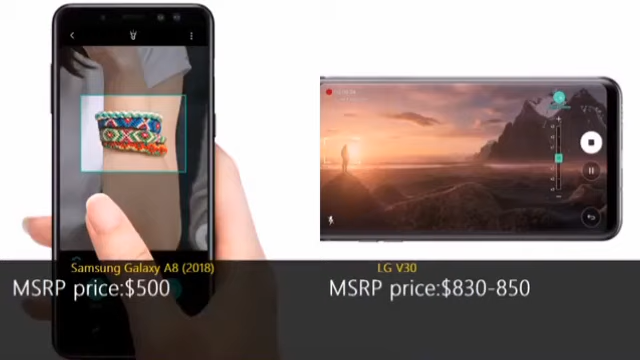 Samsung Galaxy A8 (2018)
MSRP price:$500
LG V30
MSRP price:$830-850